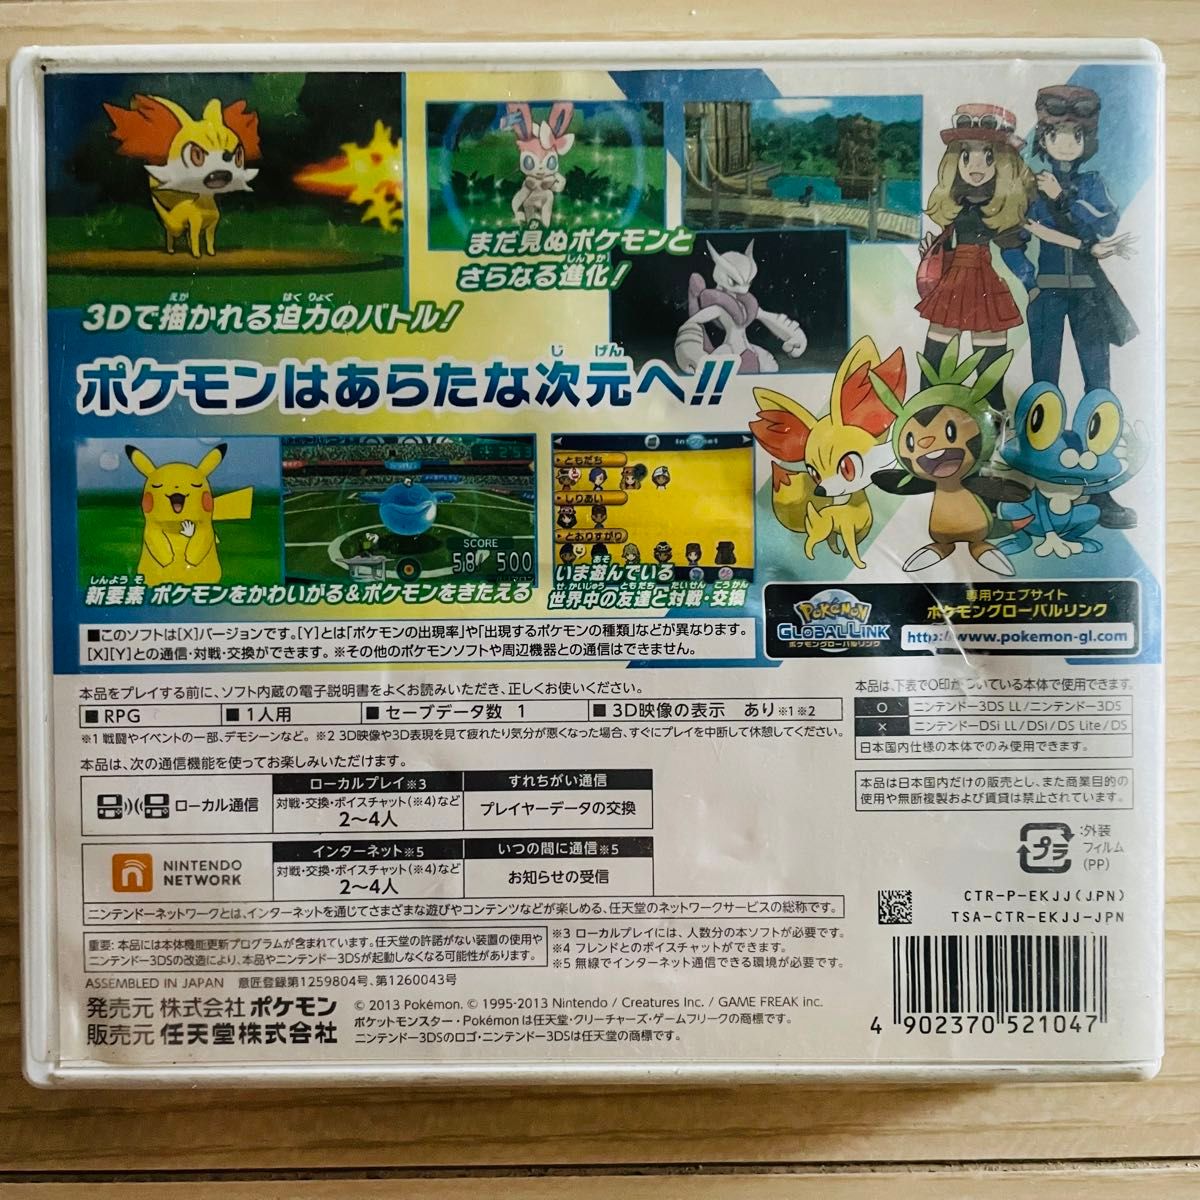 まだ見ぬポケモンと
さらなる進化!
しんか
3Dで描かれる迫力のバトル!
えが
はくりょく
ポケモンはあらたな次元へ!!
じげん
SCORE
58 500
2:53
Internet
ともだち
しりあい
とおりすがり
しんようそ
新要素 ポケモンをかわいがる&ポケモンをきたえる
あそ
いま遊んでいる
せかいじゅう ともだち たいせん こうかん
世界中の友達と対戦・交換
Pokémon
GLOBAL LINK
ポケモングローバルリンク
専用ウェブサイト
ポケモングローバルリンク
http://www.pokemon-gl.com
■このソフトは[X]バージョンです。[Y]とは「ポケモンの出現率」や「出現するポケモンの種類」などが異なります。
[X][Y]との通信・対戦・交換ができます。※その他のポケモンソフトや周辺機器との通信はできません。
本品をプレイする前に、ソフト内蔵の電子説明書をよくお読みいただき、正しくお使いください。
■RPG ■1人用 ■セーブデータ数 1 ■3D映像の表示 あり※1※2
※1 戦闘やイベントの一部、デモシーンなど。 ※2 3D映像や3D表現を見て疲れたり気分が悪くなった場合、すぐにプレイを中断して休憩してください。
本品は、次の通信機能を使ってお楽しみいただけます。
ローカル通信
ローカルプレイ※3 すれちがい通信
対戦・交換・ボイスチャット(※4)など
2〜4人
プレイヤーデータの交換
NINTENDO
NETWORK
インターネット※5 いつの間に通信※5
対戦・交換・ボイスチャット(※4)など
2〜4人
お知らせの受信
ニンテンドーネットワークとは、インターネットを通じてさまざまな遊びやコンテンツなどが楽しめる、任天堂のネットワークサービスの総称です。
重要:本品には本体機能更新プログラムが含まれています。任天堂の許諾がない装置の使用や
ニンテンドー3DSの改造により、本品やニンテンドー3DSが起動しなくなる可能性があります。
※3 ローカルプレイには、人数分の本ソフトが必要です。
※4 フレンドとのボイスチャットができます。
※5 無線でインターネット通信できる環境が必要です。
ASSEMBLED IN JAPAN 意匠登録第1259804号、第1260043号
発売元 株式会社ポケモン
販売元 任天堂株式会社
© 2013 Pokémon. © 1995-2013 Nintendo / Creatures Inc. / GAME FREAK inc.
ポケットモンスター・Pokémonは任天堂・クリーチャーズ・ゲームフリークの商標です。
ニンテンドー3DSのロゴ・ニンテンドー3DSは任天堂の商標です。
本品は、下表で○印がついている本体で使用できます。
○ ニンテンドー3DS LL/ニンテンドー3DS
× ニンテンドーDSi LL/DSi/DS Lite/DS
日本国内仕様の本体でのみ使用できます。
本品は日本国内だけの販売とし、また商業目的の
使用や無断複製および賃貸は禁止されています。
プラ
:外装
フィルム
(PP)
CTR-P-EKJJ(JPN)
TSA-CTR-EKJJ-JPN
4 902370 521047